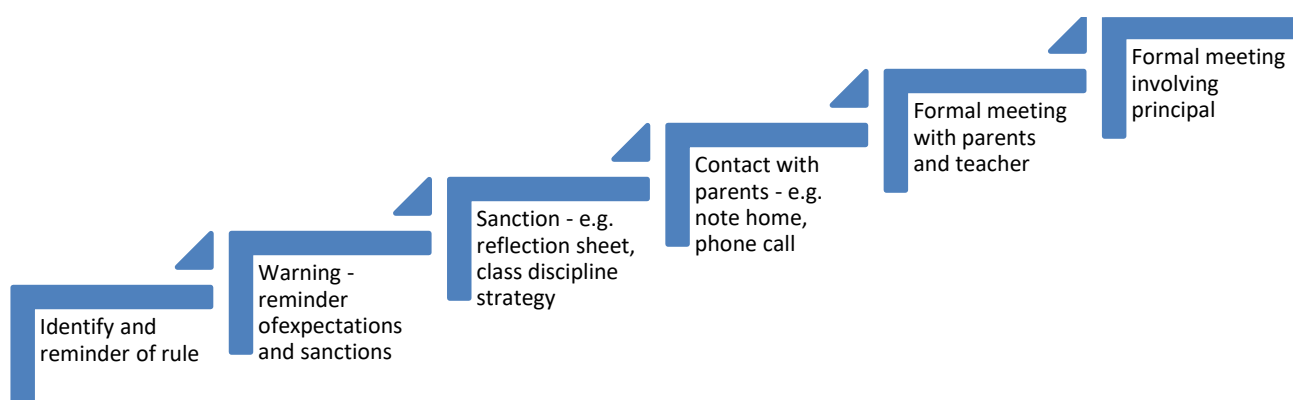 Identify and
reminder of rule
Warning -
reminder
ofexpectations
and sanctions
Sanction - e.g.
reflection sheet,
class discipline
strategy
Contact with
parents - e.g.
note home,
phone call
Formal meeting
with parents
and teacher
Formal meeting
involving
principal